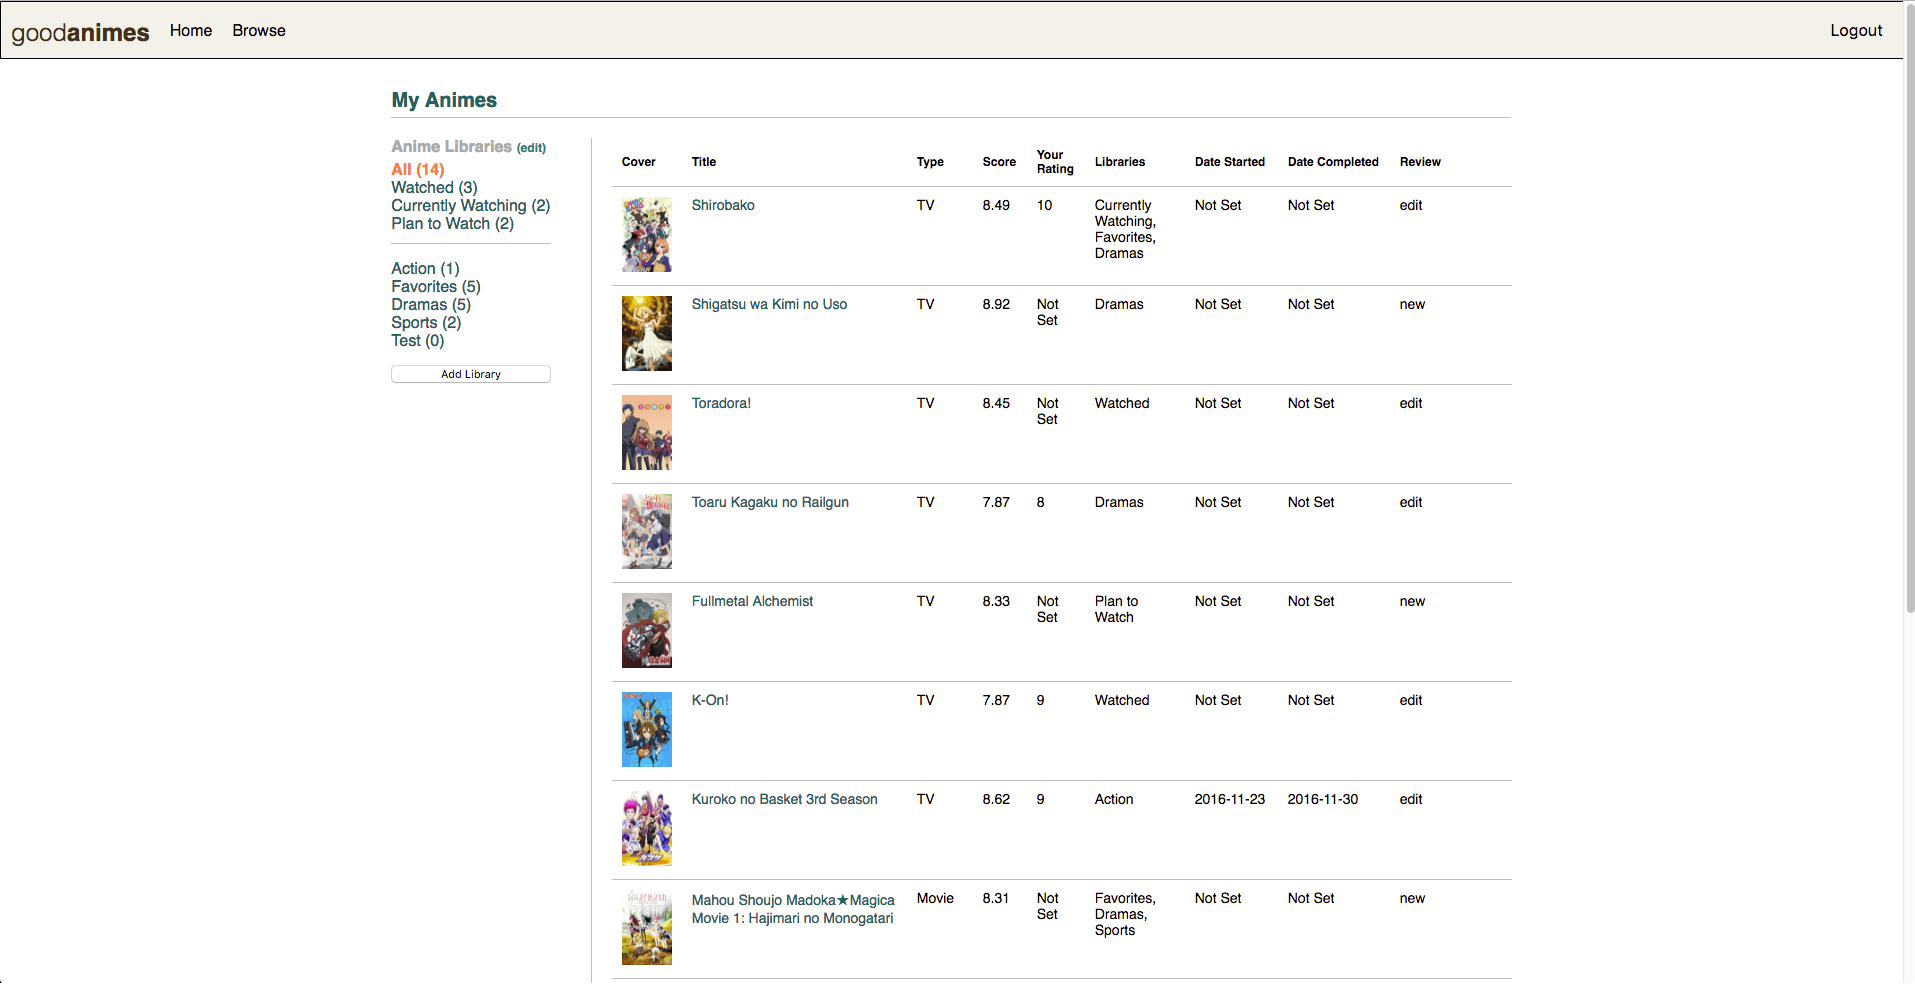 goodanimes Home Browse Logout
My Animes
Anime Libraries (edit)
All (14)
Watched (3)
Currently Watching (2)
Plan to Watch (2)
Action (1)
Favorites (5)
Dramas (5)
Sports (2)
Test (0)
Add Library
Cover Title Type Score Your Rating Libraries Date Started Date Completed Review
Shirobako TV 8.49 10 Currently Not Set Not Set edit
Watching,
Favorites,
Dramas
Shigatsu wa Kimi no Uso TV 8.92 Not Dramas Not Set Not Set new
Set
Toradora! TV 8.45 Not Watched Not Set Not Set edit
Set
Toaru Kagaku no Railgun TV 7.87 8 Dramas Not Set Not Set edit
Fullmetal Alchemist TV 8.33 Not Plan to Not Set Not Set new
Set Watch
K-On! TV 7.87 9 Watched Not Set Not Set edit
Kuroko no Basket 3rd Season TV 8.62 9 Action 2016-11-23 2016-11-30 edit
Mahou Shoujo Madoka★Magica Movie 8.31 Not Favorites, Not Set Not Set new
Movie 1: Hajimari no Monogatari Set Dramas,
Sports